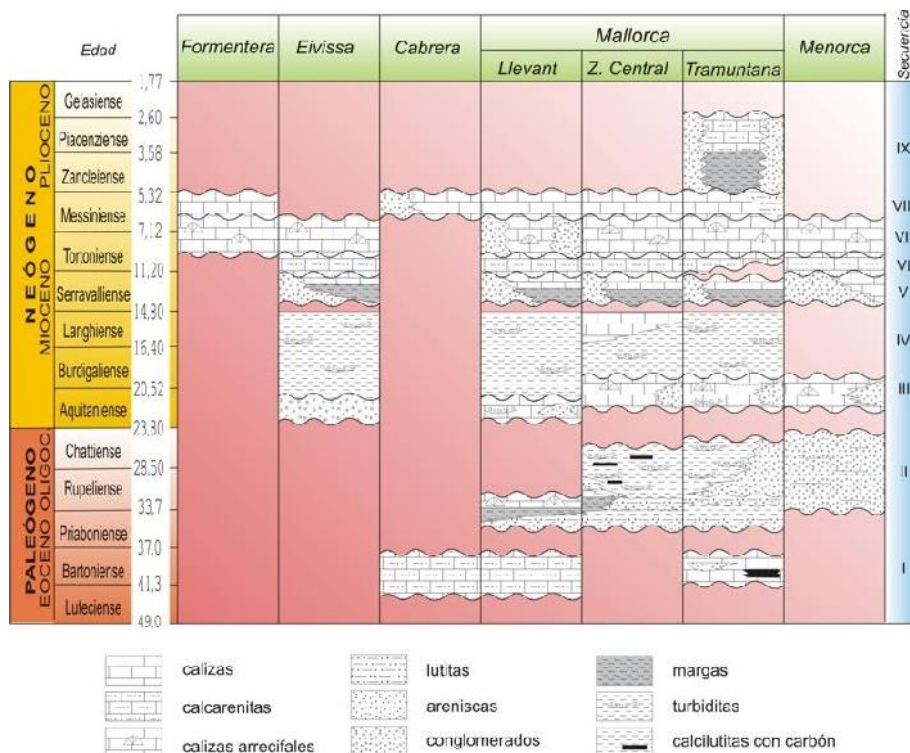 Edad
Formentera
Eivissa
Cabrera
Mallorca
Llevant
Z. Central
Tramuntana
Menorca
Secuencia
NEÓGENO
PLIOCENO
MIOCENO
PALEÓGENO
EOCENO OLIGOC.
1,77
Gelasiense
2,60
Piacenziense
3,58
Zancleiense
5,32
Messiniense
7,12
Tortoniense
11,20
Serravalliense
14,80
Larghiense
16,40
Burdigaliense
20,52
Aquitaniense
23,80
Chattiense
28,50
Rupeliense
33,7
Priaboniense
37,0
Bartoniense
41,3
Luteciense
49,0
IX
VII
VI
VI
V
IV
III
II
I
calizas
lutitas
margas
calcarenitas
areniscas
turbiditas
calizas arrecifales
conglomerados
calcilutitas con carbón